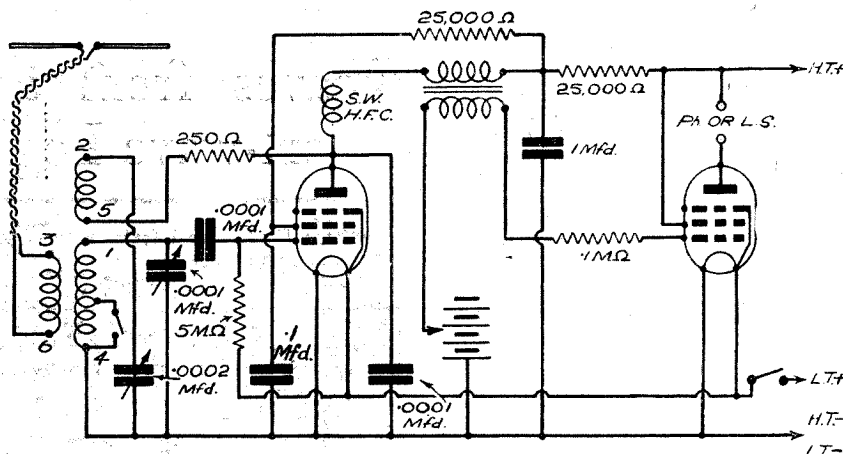 25,000 Ω
H.T.+
S.W.
H.F.C.
25,000Ω
Ph OR L.S.
2
250 Ω
1 Mfd.
5
.0001
Mfd.
3
1
.0001
Mfd.
.1MΩ
5MΩ
6
.1
Mfd.
4
.0002
Mfd.
.0001
Mfd.
L.T.+
H.T.-
L.T.-